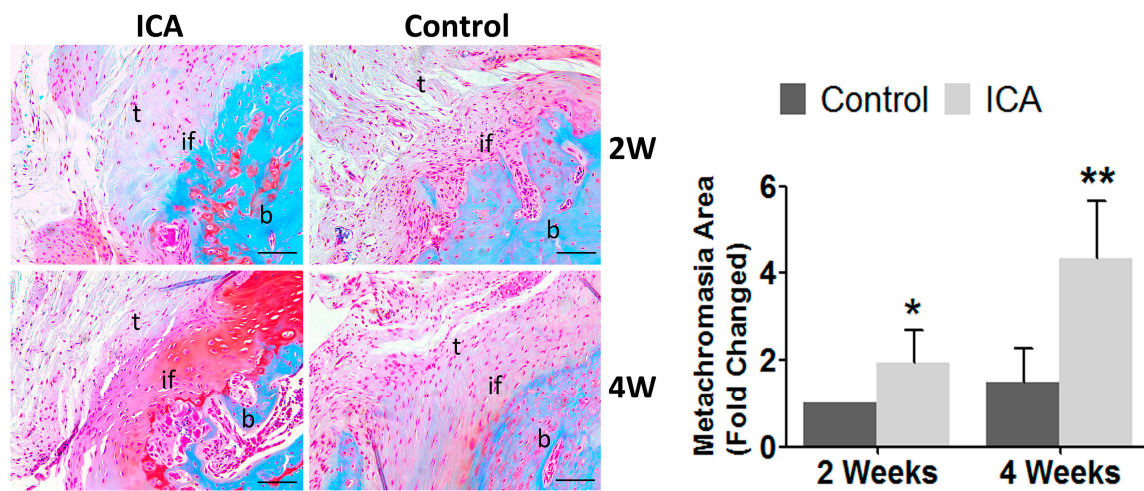 ICA Control
t if b
t if b
2W
t if b
t if b
4W
Control ICA
Metachromasia Area
(Fold Changed)
6
4
2
0
*
**
2 Weeks 4 Weeks